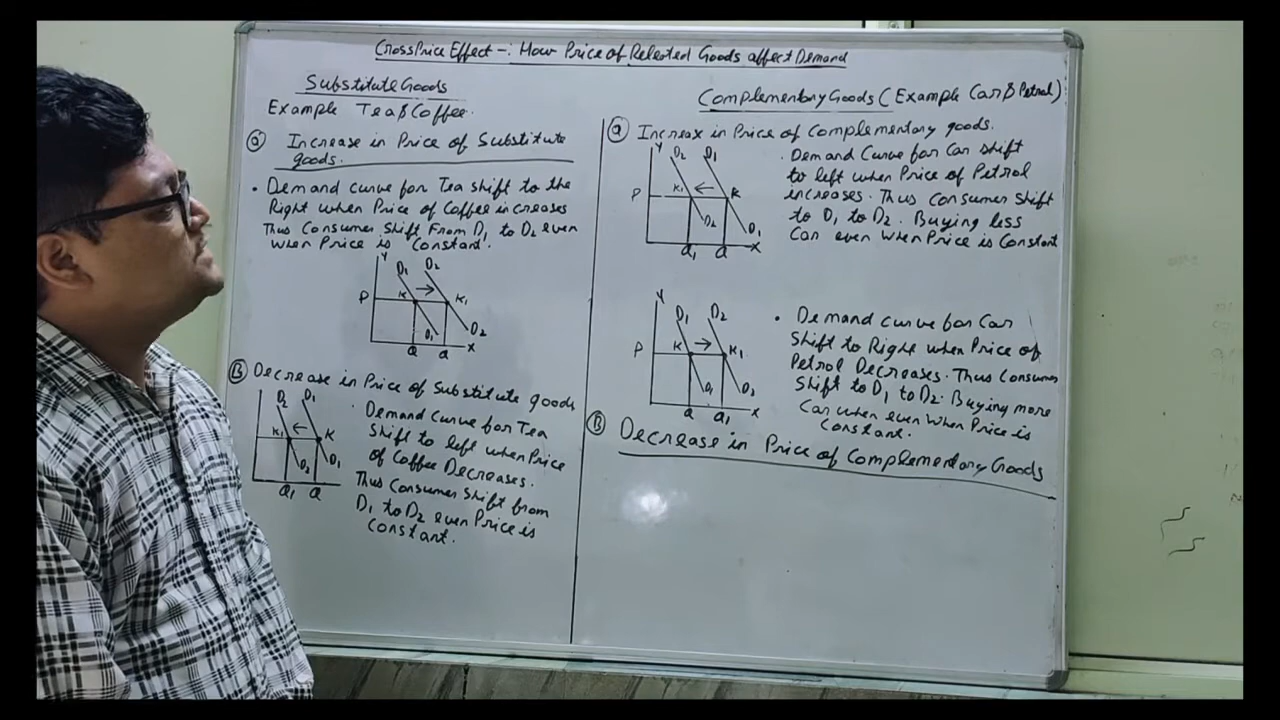 CrossPrice Effect -: How Price of Relested Goods affect Demand
Substitute Goods
Example Tea & Coffee.
(a) Increase in Price of Substitute
goods.
• Demand curve for Tea shift to the
Right when Price of Coffee increases
Thus Consumer Shift From D1 to D2 even
when Price is Constant.
Y
D1 D2
P K → K1
D1 D2
Q Q X
(B) Decrease in Price of Substitute goods
D2 D1
K1 ← K
D2 D1
Q1 Q
• Demand Curve for Tea
Shift to left when Price
of Coffee Decreases.
Thus Consumer Shift from
D1 to D2 even Price is
Constant.
Complementary Goods (Example Car & Petrol)
(a) Increase in Price of Complementary goods.
Y D2 D1
P K1 ← K
D2 D1
Q1 Q X
• Demand Curve for Car shift
to left when Price of Petrol
increases. Thus Consumer Shift
to D1 to D2. Buying less
Car even when Price is Constant
Y D1 D2
P K → K1
D1 D2
Q Q1 X
• Demand curve for Car
Shift to Right when Price of
Petrol Decreases. Thus Consumer
Shift to D1 to D2. Buying more
Car when even when Price is
Constant.
(B) Decrease in Price of Complementary Goods